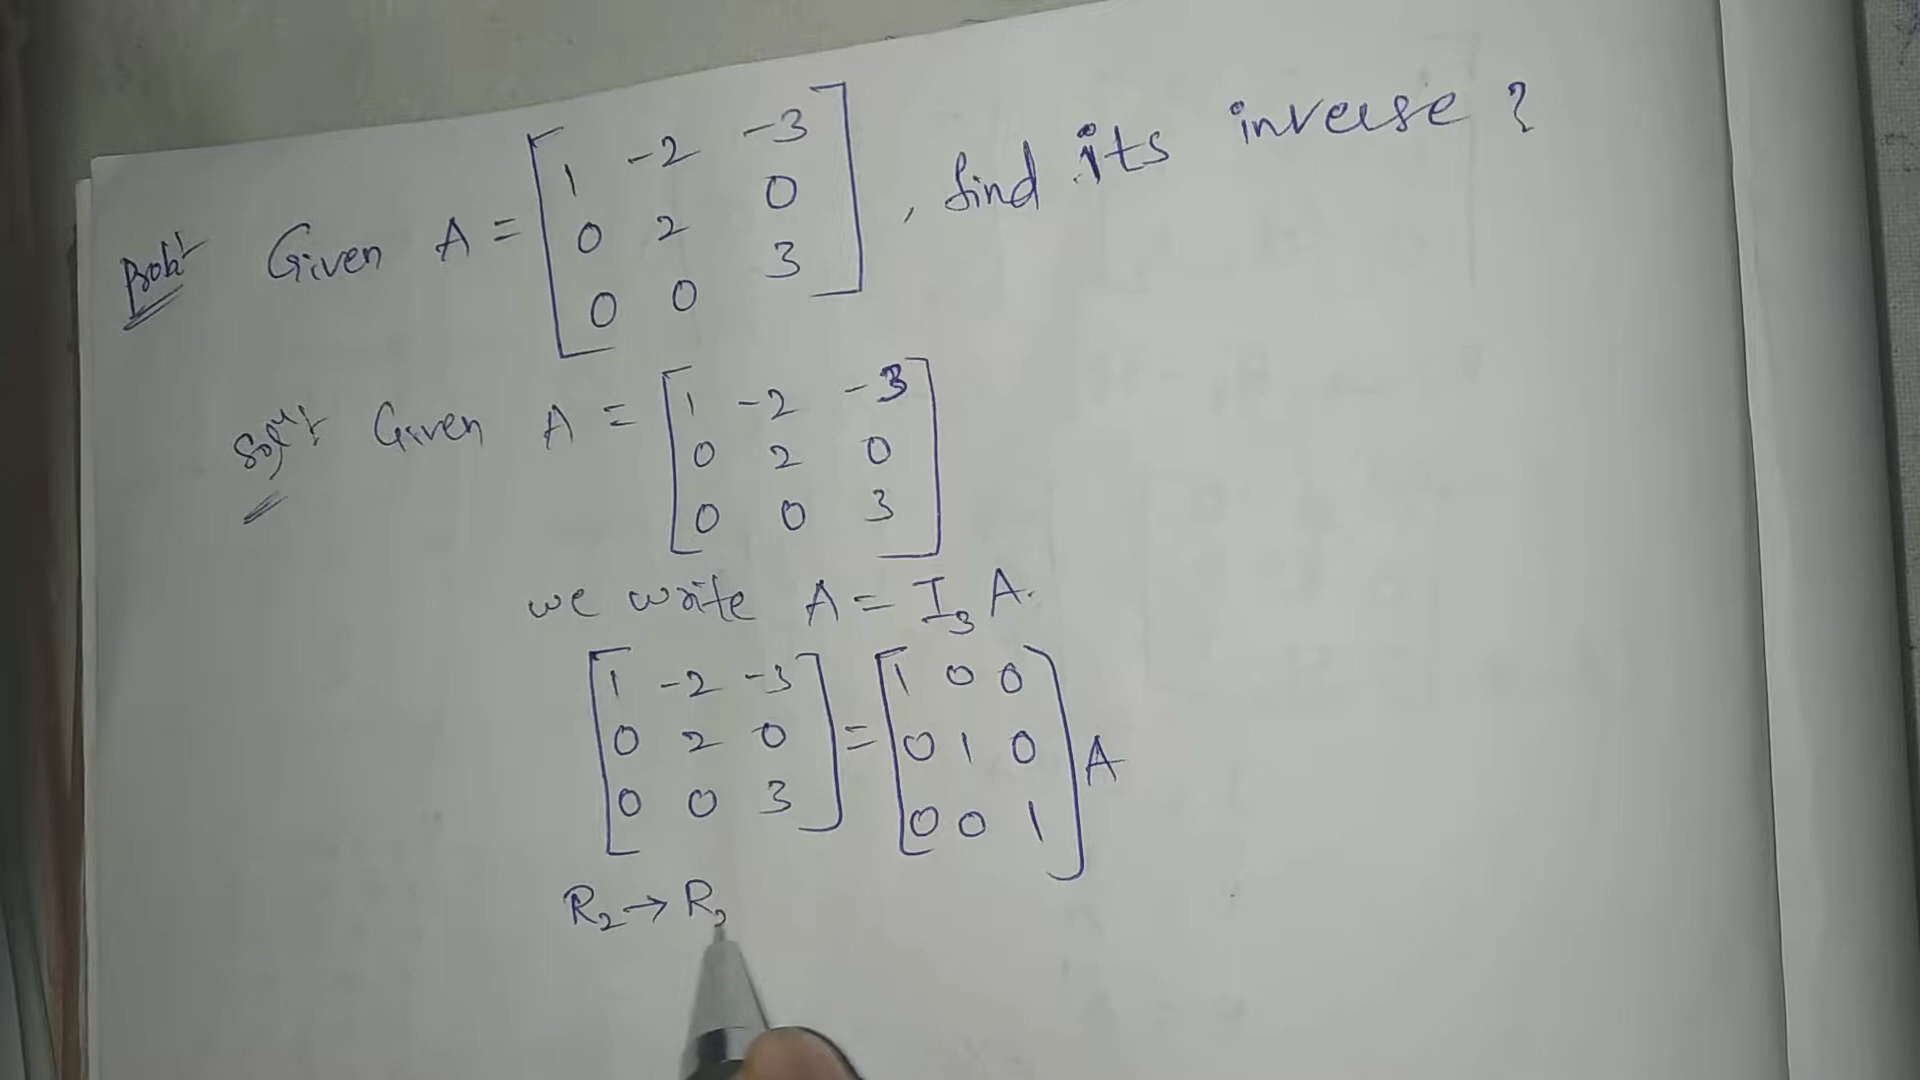 Prob:- Given A = [1 -2 -3
0 2 0
0 0 3], find its inverse?
Sol:- Given A = [1 -2 -3
0 2 0
0 0 3]
we write A = I₃ A.
[1 -2 -3] = [1 0 0]
[0 2 0] [0 1 0] A
[0 0 3] [0 0 1]
R₂ → R₂